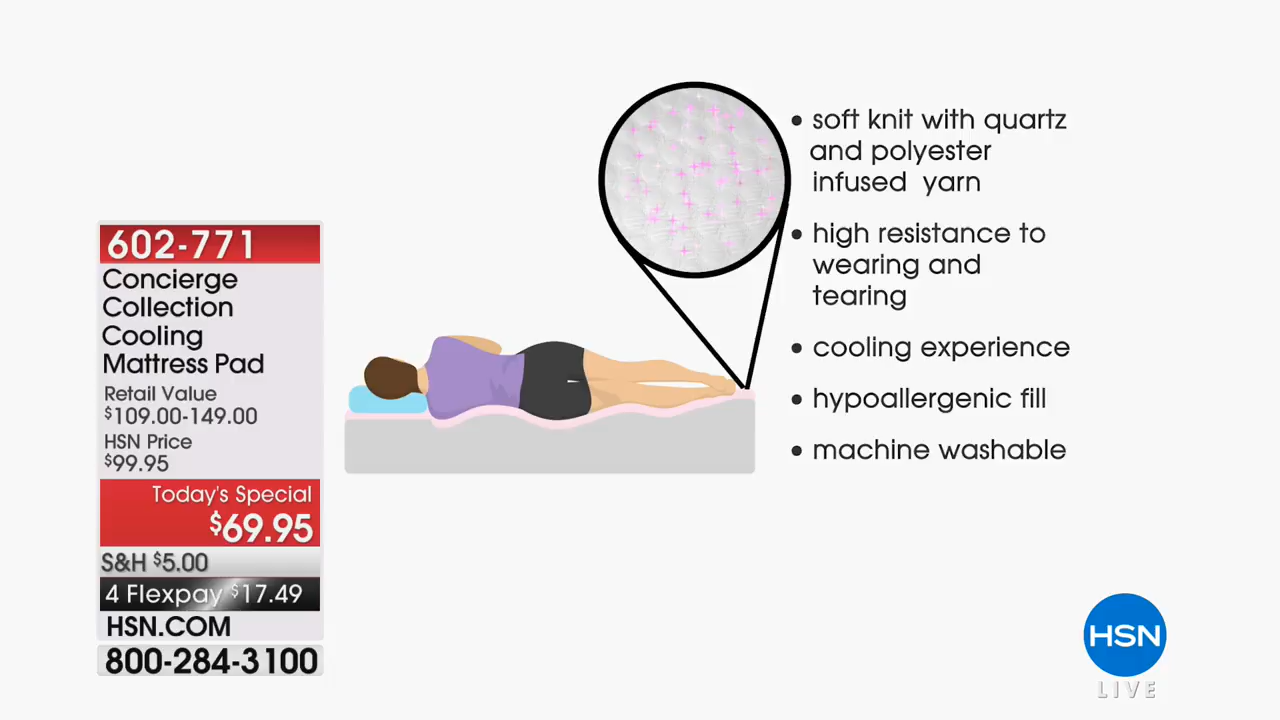 602-771
Concierge
Collection
Cooling
Mattress Pad
Retail Value
$109.00-149.00
HSN Price
$99.95
Today's Special
$69.95
S&H $5.00
4 Flexpay $17.49
HSN.COM
800-284-3100
• soft knit with quartz
and polyester
infused yarn
• high resistance to
wearing and
tearing
• cooling experience
• hypoallergenic fill
• machine washable
HSN
LIVE